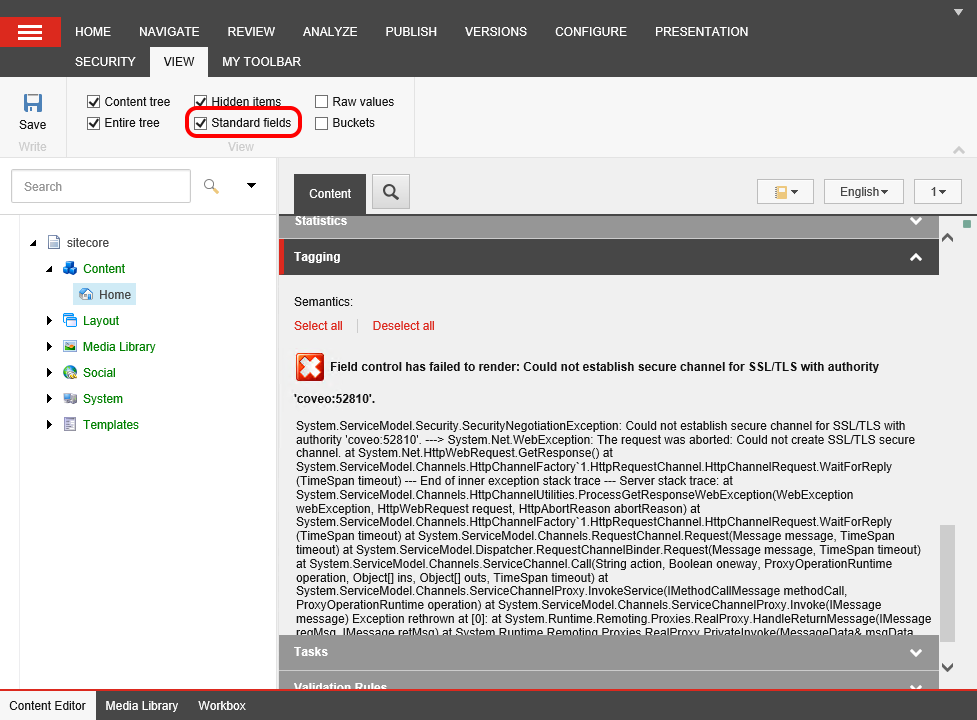 HOME NAVIGATE REVIEW ANALYZE PUBLISH VERSIONS CONFIGURE PRESENTATION
SECURITY VIEW MY TOOLBAR
Content tree Hidden items Raw values
Save Entire tree Standard fields Buckets
Write View
Search
Content English 1
Statistics
Tagging
sitecore
Content
Home
Layout
Media Library
Social
System
Templates
Semantics:
Select all Deselect all
Field control has failed to render: Could not establish secure channel for SSL/TLS with authority
'coveo:52810'.
System.ServiceModel.Security.SecurityNegotiationException: Could not establish secure channel for SSL/TLS with
authority 'coveo:52810'. ---> System.Net.WebException: The request was aborted: Could not create SSL/TLS secure
channel. at System.Net.HttpWebRequest.GetResponse() at
System.ServiceModel.Channels.HttpChannelFactory`1.HttpRequestChannel.HttpChannelRequest.WaitForReply
(TimeSpan timeout) --- End of inner exception stack trace --- Server stack trace: at
System.ServiceModel.Channels.HttpChannelUtilities.ProcessGetResponseWebException(WebException
webException, HttpWebRequest request, HttpAbortReason abortReason) at
System.ServiceModel.Channels.HttpChannelFactory`1.HttpRequestChannel.HttpChannelRequest.WaitForReply
(TimeSpan timeout) at System.ServiceModel.Channels.RequestChannel.Request(Message message, TimeSpan
timeout) at System.ServiceModel.Dispatcher.RequestChannelBinder.Request(Message message, TimeSpan timeout)
at System.ServiceModel.Channels.ServiceChannel.Call(String action, Boolean oneway, ProxyOperationRuntime
operation, Object[] ins, Object[] outs, TimeSpan timeout) at
System.ServiceModel.Channels.ServiceChannelProxy.InvokeService(IMethodCallMessage methodCall,
ProxyOperationRuntime operation) at System.ServiceModel.Channels.ServiceChannelProxy.Invoke(IMessage
message) Exception rethrown at [0]: at System.Runtime.Remoting.Proxies.RealProxy.HandleReturnMessage(IMessage
reqMsg, IMessage retMsg) at System.Runtime.Remoting.Proxies.RealProxy.PrivateInvoke(MessageData& msgData,
Tasks
Validation Rules
Content Editor Media Library Workbox